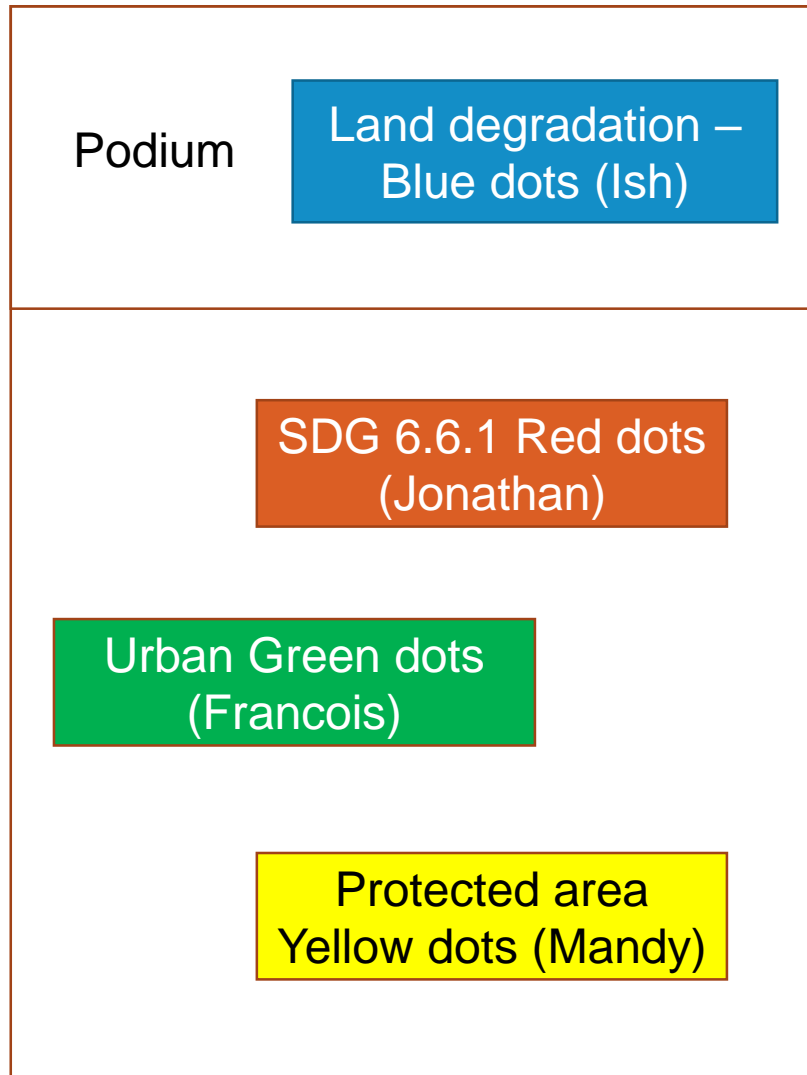 Podium
Land degradation –
Blue dots (Ish)
SDG 6.6.1 Red dots
(Jonathan)
Urban Green dots
(Francois)
Protected area
Yellow dots (Mandy)